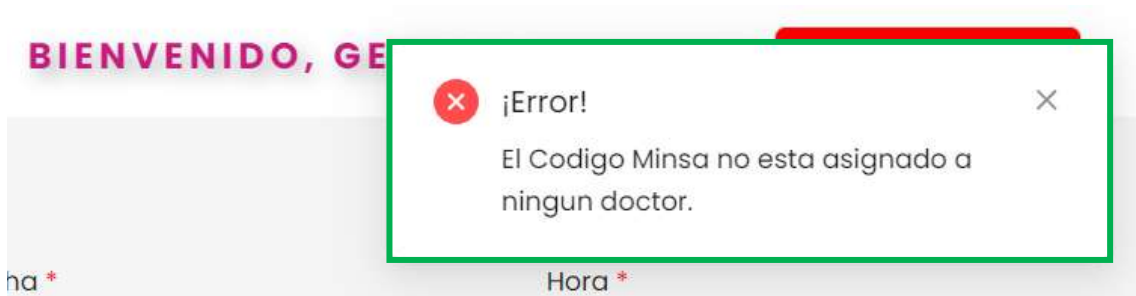 BIENVENIDO, GE
¡Error!
El Codigo Minsa no esta asignado a
ningun doctor.
ha * Hora *